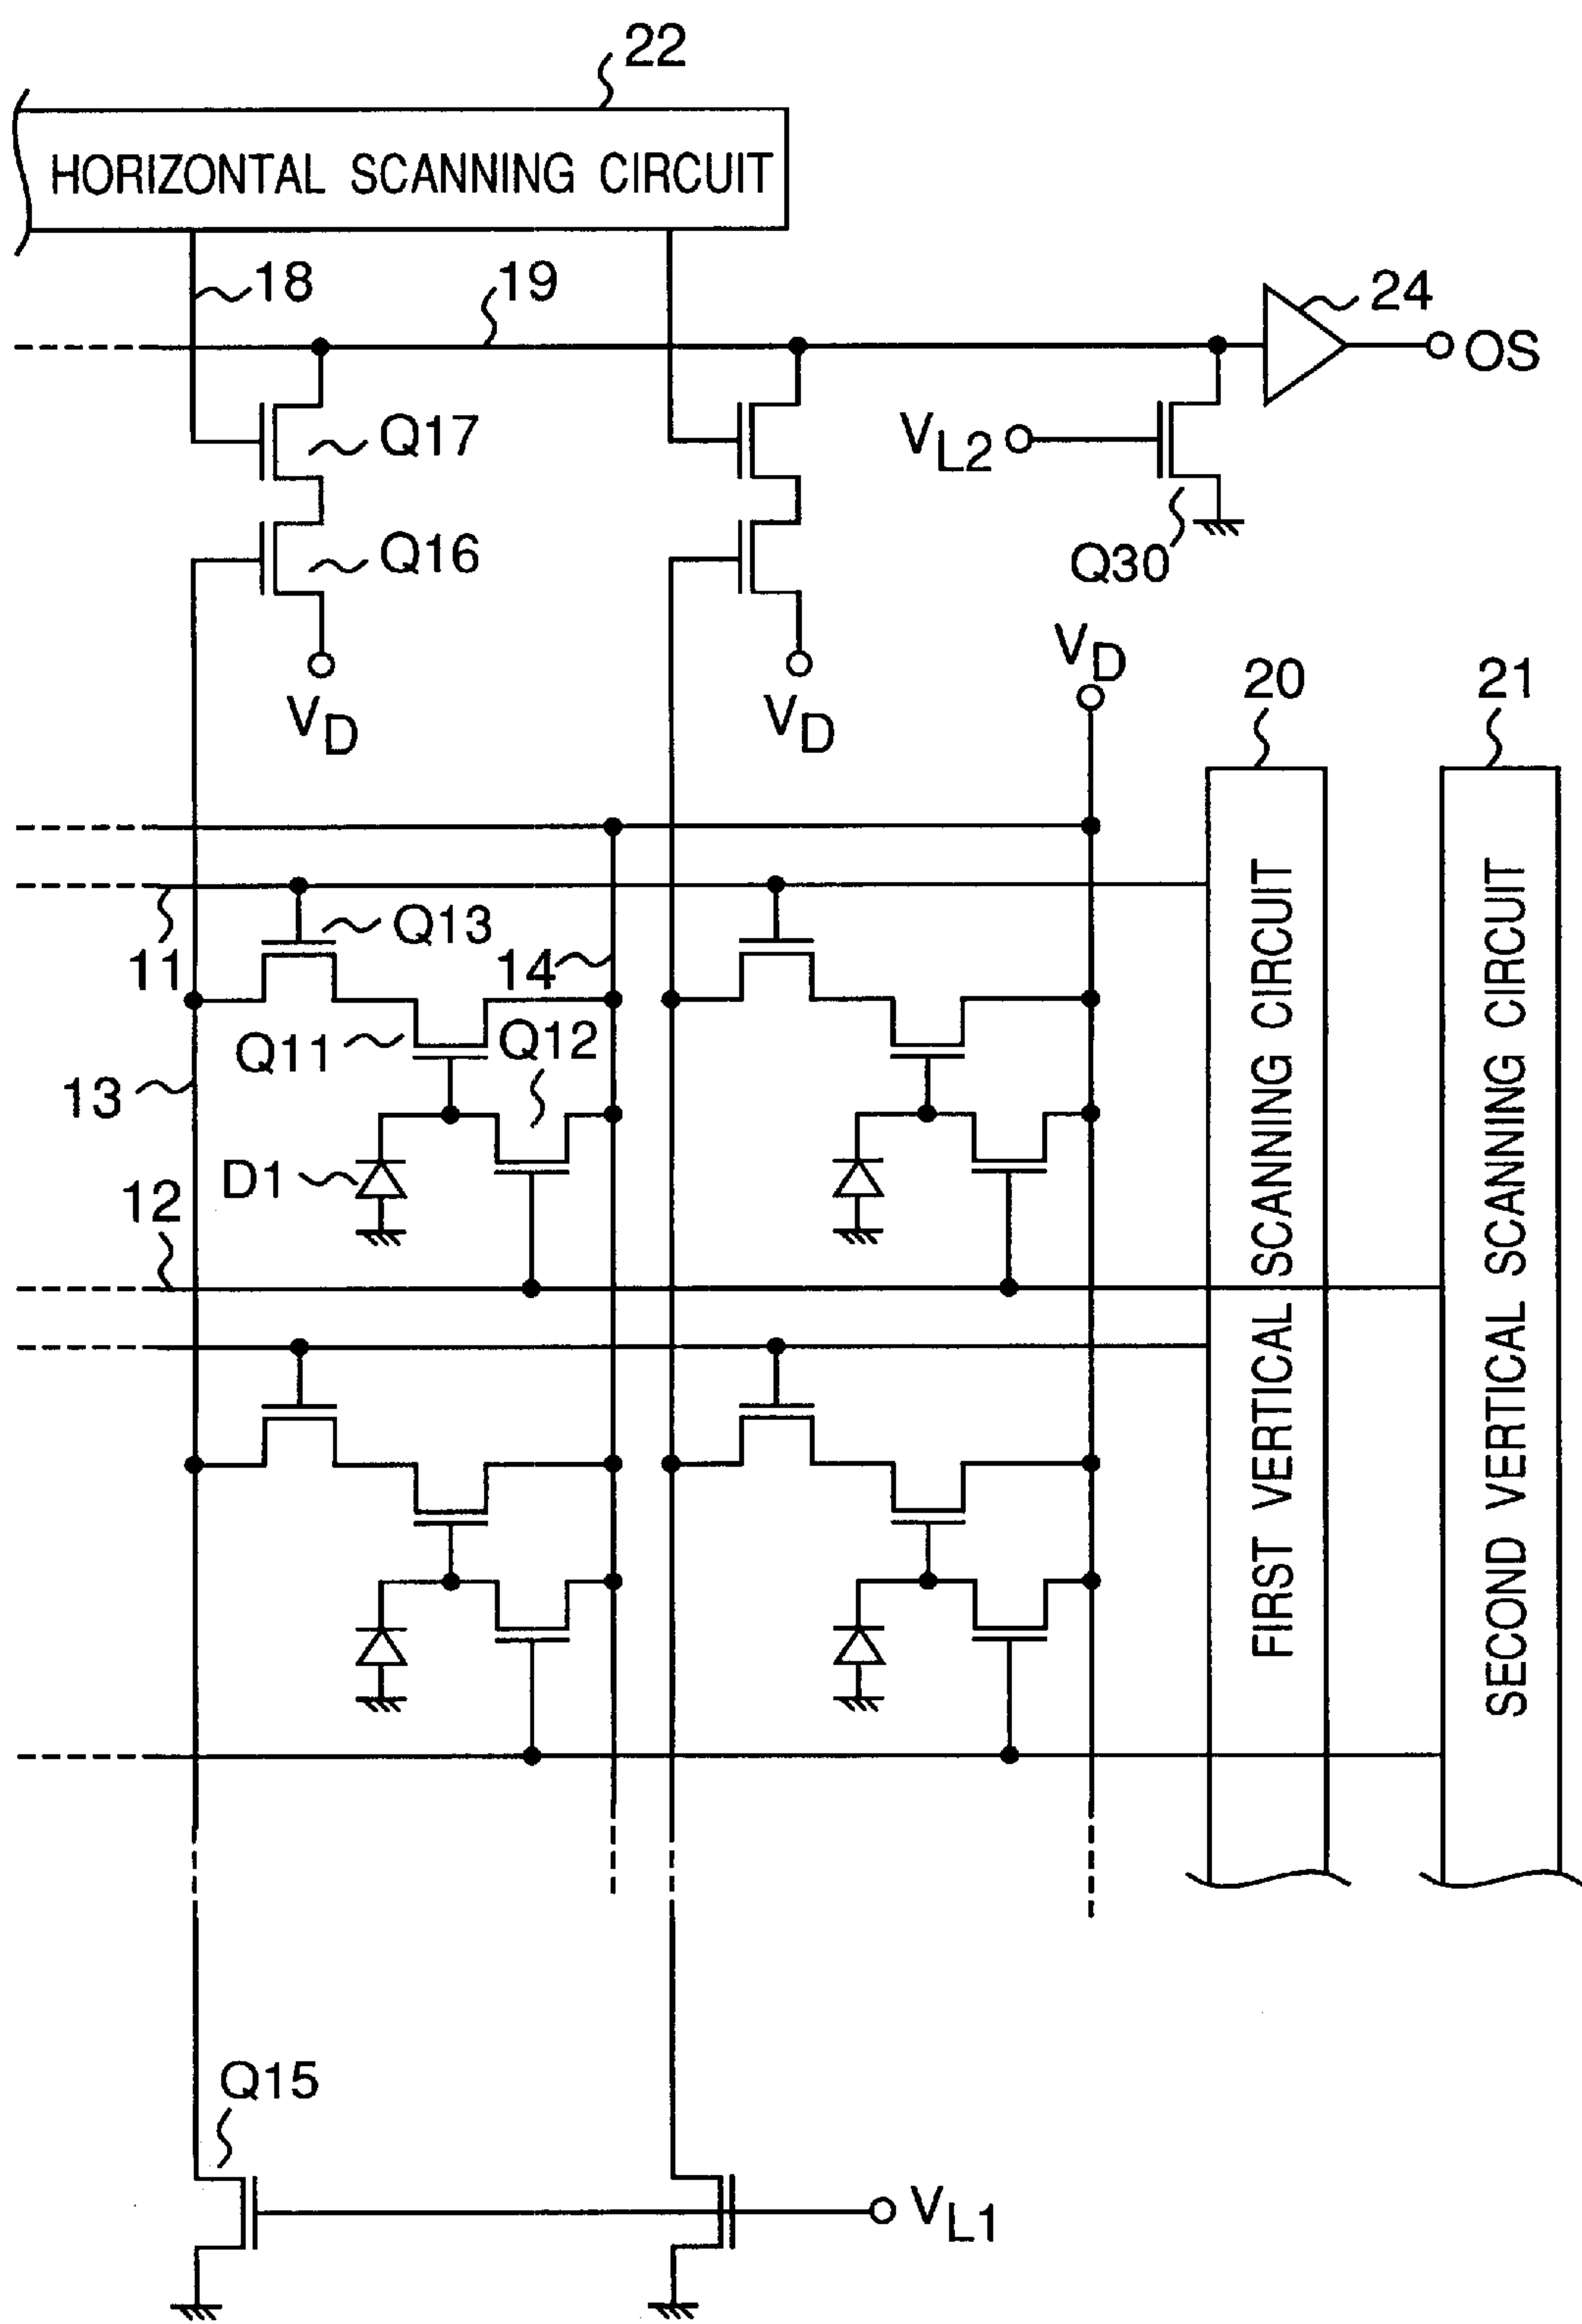 22
HORIZONTAL SCANNING CIRCUIT
18
19
24
OS
Q17
VL2
Q16
Q30
VD
VD
VD
20
21
11
Q13
14
Q11
Q12
13
D1
12
FIRST VERTICAL SCANNING CIRCUIT
SECOND VERTICAL SCANNING CIRCUIT
Q15
VL1